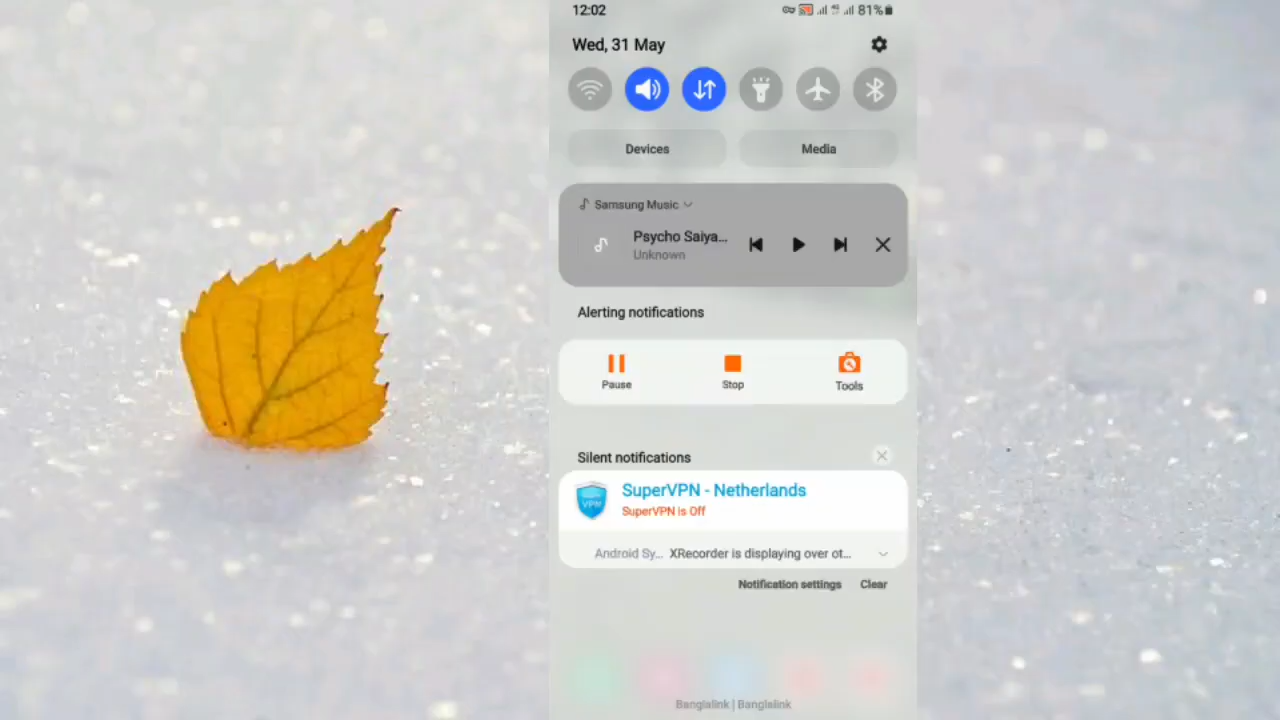 12:02
81%
Wed, 31 May
Devices
Media
Samsung Music
Psycho Saiya...
Unknown
Alerting notifications
Pause
Stop
Tools
Silent notifications
VPN
SuperVPN - Netherlands
SuperVPN is Off
Android Sy... XRecorder is displaying over ot...
Notification settings
Clear
Banglalink | Banglalink